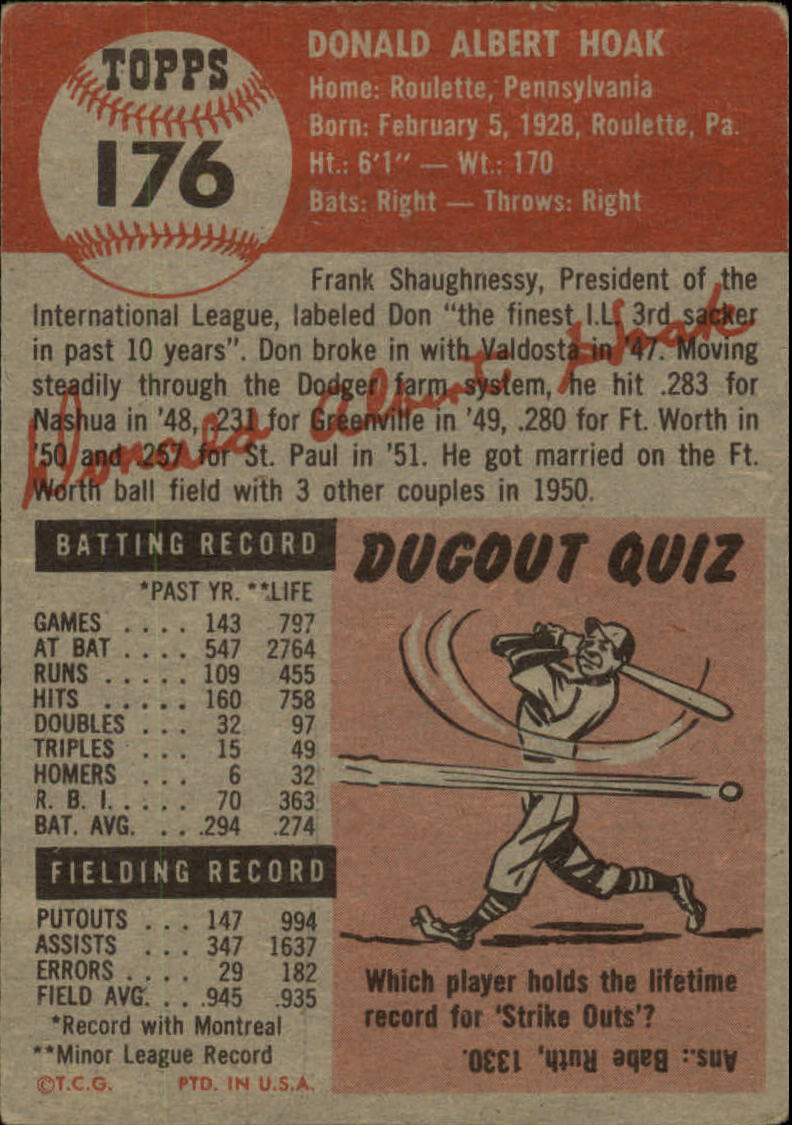 TOPPS
176
DONALD ALBERT HOAK
Home: Roulette, Pennsylvania
Born: February 5, 1928, Roulette, Pa.
Ht.: 6'1" — Wt.: 170
Bats: Right — Throws: Right
Frank Shaughnessy, President of the
International League, labeled Don "the finest I.L. 3rd sacker
in past 10 years". Don broke in with Valdosta in '47. Moving
steadily through the Dodger farm system, he hit .283 for
Nashua in '48, .231 for Greenville in '49, .280 for Ft. Worth in
'50 and .257 for St. Paul in '51. He got married on the Ft.
Worth ball field with 3 other couples in 1950.
Donald Albert Hoak
BATTING RECORD
*PAST YR. **LIFE
GAMES . . . . 143 797
AT BAT . . . . 547 2764
RUNS . . . . . 109 455
HITS . . . . . 160 758
DOUBLES . . . 32 97
TRIPLES . . . 15 49
HOMERS . . . 6 32
R. B. I. . . . . 70 363
BAT. AVG. . . . .294 .274
FIELDING RECORD
PUTOUTS . . . 147 994
ASSISTS . . . 347 1637
ERRORS . . . . 29 182
FIELD AVG. . . .945 .935
*Record with Montreal
**Minor League Record
©T.C.G. PTD. IN U.S.A.
DUGOUT QUIZ
Which player holds the lifetime
record for 'Strike Outs'?
Ans.: Babe Ruth, 1330.